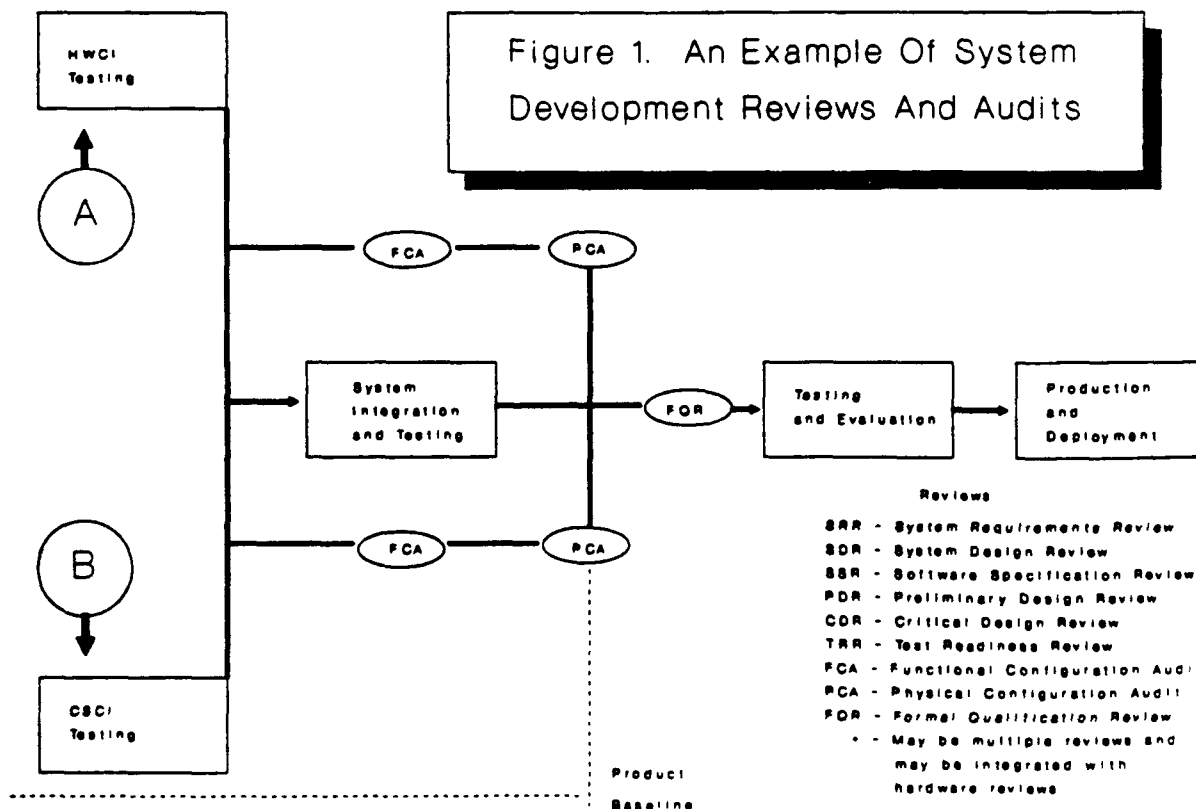 HWCI
Testing
Figure 1. An Example Of System
Development Reviews And Audits
A
FCA
PCA
System
Integration
and Testing
FQR
Testing
and Evaluation
Production
and
Deployment
B
FCA
PCA
CSCI
Testing
Reviews
SRR - System Requirements Review
SDR - System Design Review
SSR - Software Specification Review
PDR - Preliminary Design Review
CDR - Critical Design Review
TRR - Test Readiness Review
FCA - Functional Configuration Audi
PCA - Physical Configuration Audit
FQR - Formal Qualification Review
* - May be multiple reviews and
may be integrated with
hardware reviews
Product
Baseline